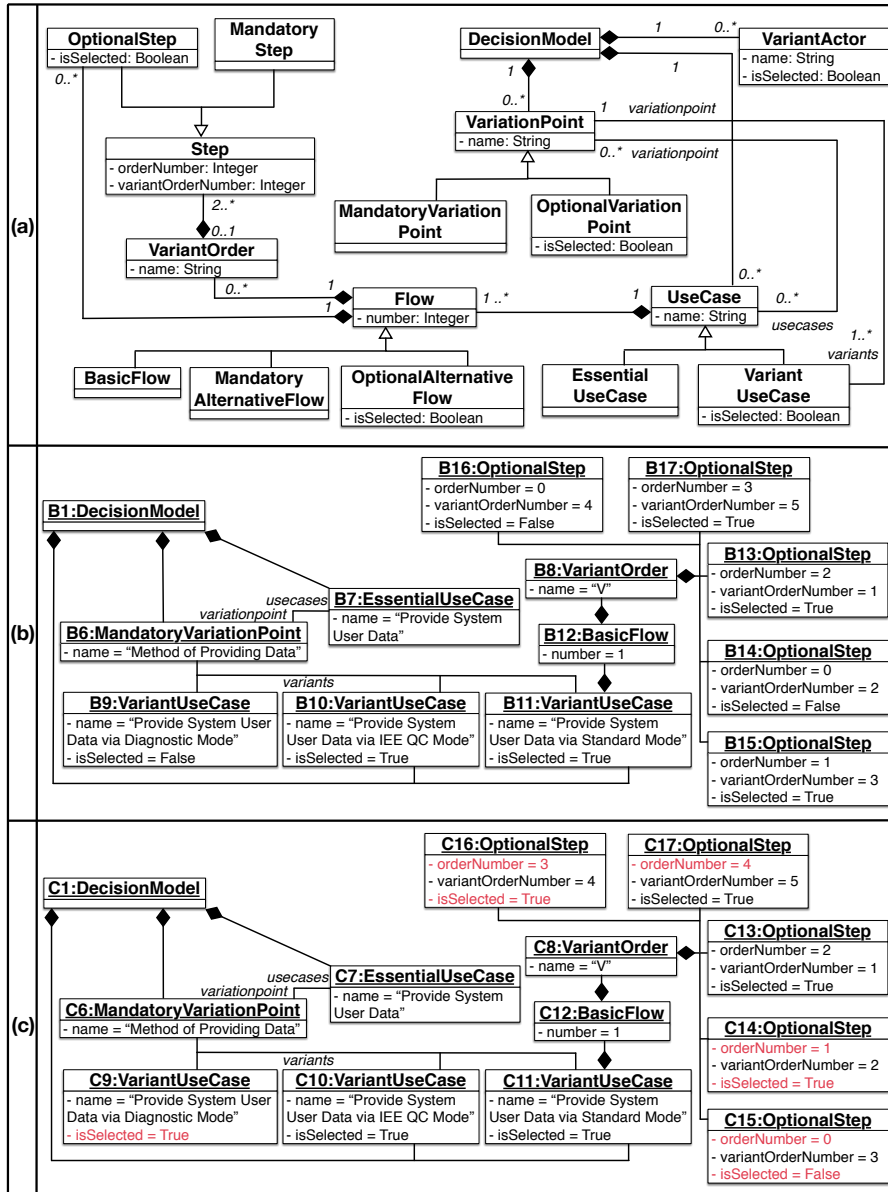 (a)
OptionalStep
- isSelected: Boolean
0..*
Mandatory
Step
DecisionModel
1
0..*
VariantActor
- name: String
- isSelected: Boolean
1
1
0..*
VariationPoint
- name: String
1 variationpoint
0..* variationpoint
Step
- orderNumber: Integer
- variantOrderNumber: Integer
2..*
0..1
MandatoryVariation
Point
OptionalVariation
Point
- isSelected: Boolean
VariantOrder
- name: String
0..*
1
1
Flow
- number: Integer
1 ..*
1
0..*
UseCase
- name: String
0..*
usecases
1..*
variants
BasicFlow
Mandatory
AlternativeFlow
OptionalAlternative
Flow
- isSelected: Boolean
Essential
UseCase
Variant
UseCase
- isSelected: Boolean
(b)
B16:OptionalStep
- orderNumber = 0
- variantOrderNumber = 4
- isSelected = False
B17:OptionalStep
- orderNumber = 3
- variantOrderNumber = 5
- isSelected = True
B1:DecisionModel
B8:VariantOrder
- name = “V”
B13:OptionalStep
- orderNumber = 2
- variantOrderNumber = 1
- isSelected = True
usecases
variationpoint
B7:EssentialUseCase
- name = “Provide System
User Data”
B6:MandatoryVariationPoint
- name = “Method of Providing Data”
B12:BasicFlow
- number = 1
B14:OptionalStep
- orderNumber = 0
- variantOrderNumber = 2
- isSelected = False
variants
B9:VariantUseCase
- name = “Provide System User
Data via Diagnostic Mode”
- isSelected = False
B10:VariantUseCase
- name = “Provide System
User Data via IEE QC Mode”
- isSelected = True
B11:VariantUseCase
- name = “Provide System
User Data via Standard Mode”
- isSelected = True
B15:OptionalStep
- orderNumber = 1
- variantOrderNumber = 3
- isSelected = True
(c)
C16:OptionalStep
- orderNumber = 3
- variantOrderNumber = 4
- isSelected = True
C17:OptionalStep
- orderNumber = 4
- variantOrderNumber = 5
- isSelected = True
C1:DecisionModel
C8:VariantOrder
- name = “V”
C13:OptionalStep
- orderNumber = 2
- variantOrderNumber = 1
- isSelected = True
usecases
variationpoint
C7:EssentialUseCase
- name = “Provide System
User Data”
C6:MandatoryVariationPoint
- name = “Method of Providing Data”
C12:BasicFlow
- number = 1
C14:OptionalStep
- orderNumber = 1
- variantOrderNumber = 2
- isSelected = True
variants
C9:VariantUseCase
- name = “Provide System User
Data via Diagnostic Mode”
- isSelected = True
C10:VariantUseCase
- name = “Provide System
User Data via IEE QC Mode”
- isSelected = True
C11:VariantUseCase
- name = “Provide System
User Data via Standard Mode”
- isSelected = True
C15:OptionalStep
- orderNumber = 0
- variantOrderNumber = 3
- isSelected = False